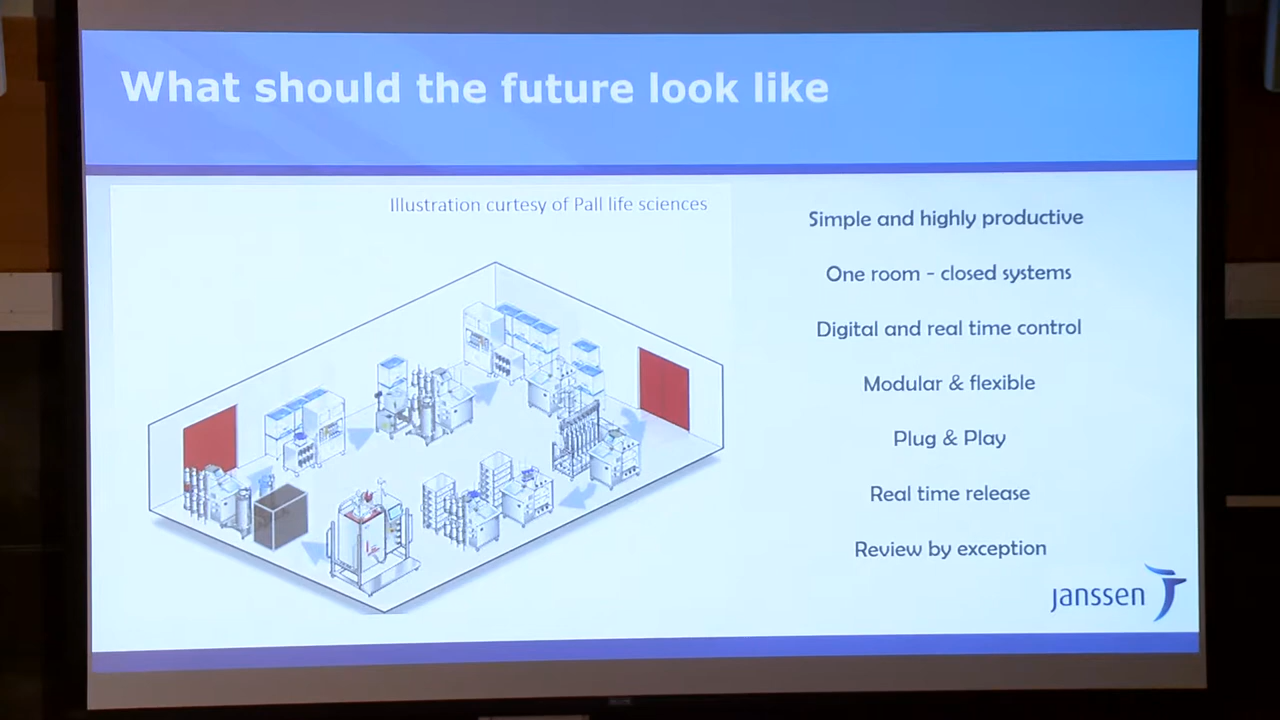 What should the future look like
Illustration curtesy of Pall life sciences
Simple and highly productive
One room - closed systems
Digital and real time control
Modular & flexible
Plug & Play
Real time release
Review by exception
janssen